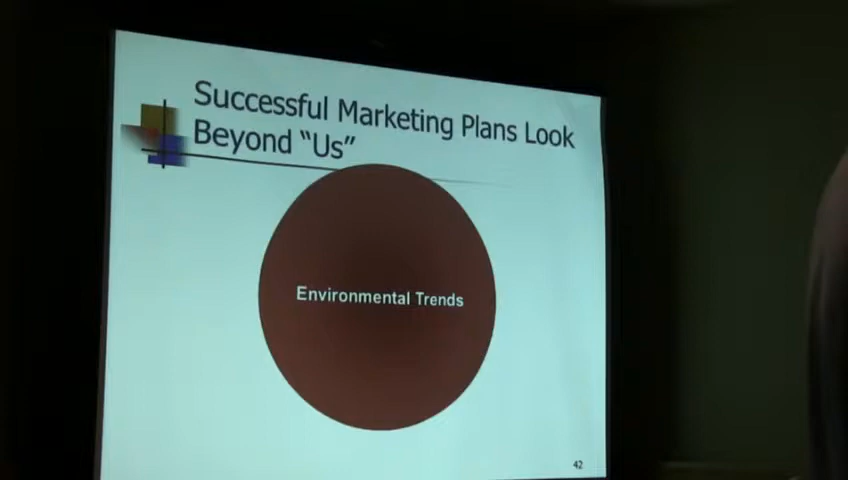 Successful Marketing Plans Look
Beyond “Us”
Environmental Trends
42